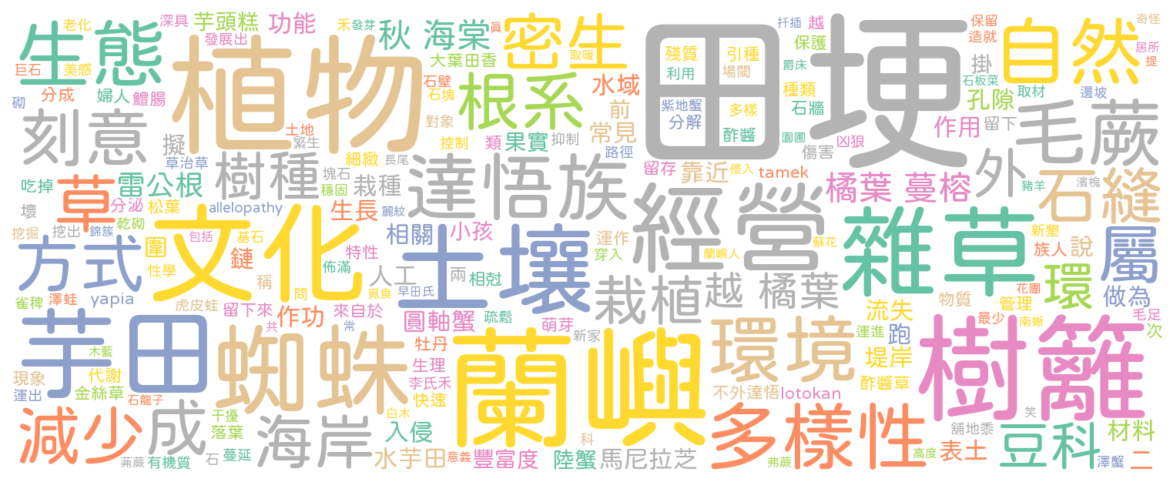 老化 深具 芋頭糕 功能 禾 發芽 秋 海棠 眞 密生 扦插 越 保留 奇怪
生態 植物 發展出 取暖 大葉田香 殘質 引種 保護 造就 自然 居所 提
巨石 美感 石壁 根系 水域 利用 場閾 爵床 掛 石板菜 取材 邊坡
砌 分成 婦人 鱧腸 石塊 前 紫地蟹 多樣 種類 孔隙
刻意 擬 土地 繁生 對象 果實 常見 分解 酢醬 石牆 作用 留下 毛蕨
草治草 控制 類 抑制 路徑 田埂 園圃 凶狠 傷害 外
吃掉 雷公根 樹種 細緻 長尾 達悟族 留存 靠近 侵入 tamek 豬羊 濱槐
草 塊石 穩固 栽種 橘葉 蔓榕 石縫
壞 分泌 松葉 allelopathy 生長 麗紋 經營 新墾
挖掘 挖出 乾砌 錦簇 文化 相關 小孩 運作 蘭嶼人 蘇花 雜草 族人 說 屬
方式 圍 包括 基石 鏈 特性 佈滿 土壤 穿入 環
性學 稱 問 人工 兩 相剋 栽植 越 橘葉 花團 做為
yapia 虎皮蛙 覓食 早田氏 物質 管理 南蜥
雀稗 澤蛙 留下來 來自於 圓軸蟹 萌芽 疏鬆 流失 最少 毛足
芋田 共 作功 常 牡丹 新家 環境 運進 跑 次
木藍 蜘蛛 生理 蘭嶼 堤岸 樹籬
現象 代謝 李氏禾 不外達悟 酢醬草
運出 金絲草 石龍子 快速 lotokan
減少 成 干擾 海岸 白木 入侵 笑 多樣性 豆科 材料
落葉 科 舖地黍 表土
蕨 有機質 石 蔓延 水芋田 意義 豐富度 陸蟹 馬尼拉芝 弗蕨 高度 澤蟹 二